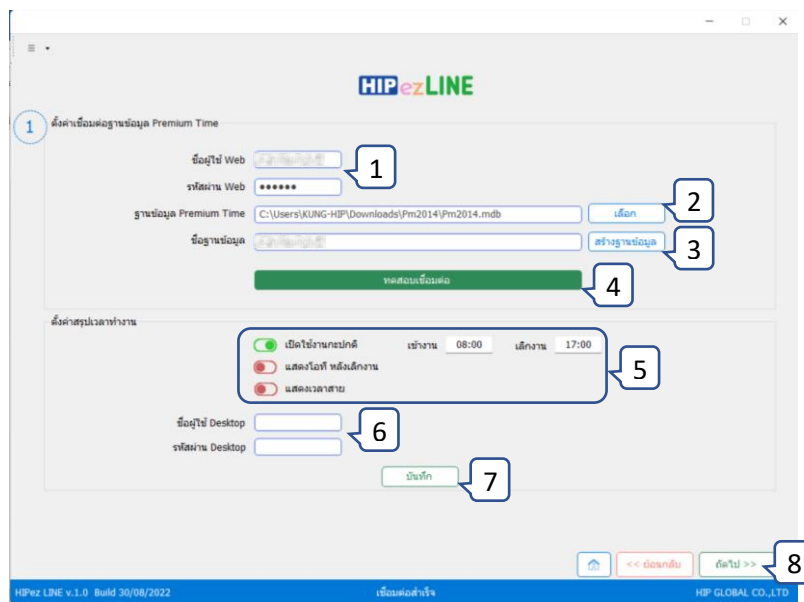 HIP ezLINE
1 ตั้งค่าเชื่อมต่อฐานข้อมูล Premium Time
ชื่อผู้ใช้ Web
1
รหัสผ่าน Web ●●●●●●
ฐานข้อมูล Premium Time C:\Users\KUNG-HIP\Downloads\Pm2014\Pm2014.mdb เลือก 2
ชื่อฐานข้อมูล สร้างฐานข้อมูล 3
ทดสอบเชื่อมต่อ 4
ตั้งค่าสรุปเวลาทำงาน
เปิดใช้งานกะปกติ เข้างาน 08:00 เลิกงาน 17:00
แสดงโอที หลังเลิกงาน 5
แสดงเวลาสาย
ชื่อผู้ใช้ Desktop
6
รหัสผ่าน Desktop
บันทึก 7
<< ย้อนกลับ ถัดไป >> 8
HIPez LINE v.1.0 Build 30/08/2022 เชื่อมต่อสำเร็จ HIP GLOBAL CO.,LTD